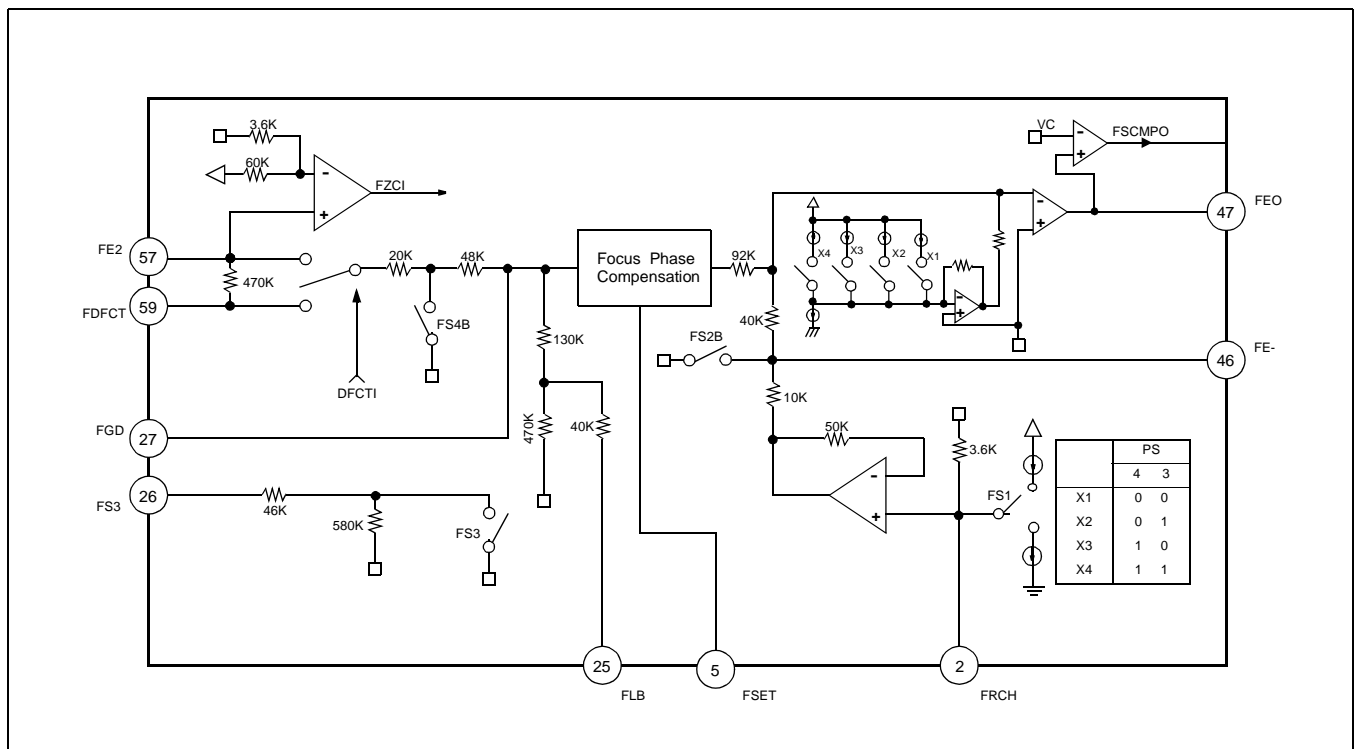 VC
FSCMPO
3.6K
60K
FZCI
-
+
-
+
FEO
47
-
+
FE2
57
20K
48K
Focus Phase
Compensation
92K
X4
X3
X2
X1
470K
59
FDFCT
-
+
FS4B
130K
40K
FS2B
46
FE-
DFCTI
10K
FGD
27
470K
40K
50K
3.6K
-
+
FS1
PS
4 3
X1 0 0
X2 0 1
X3 1 0
X4 1 1
26
FS3
46K
580K
FS3
25
FLB
5
FSET
2
FRCH